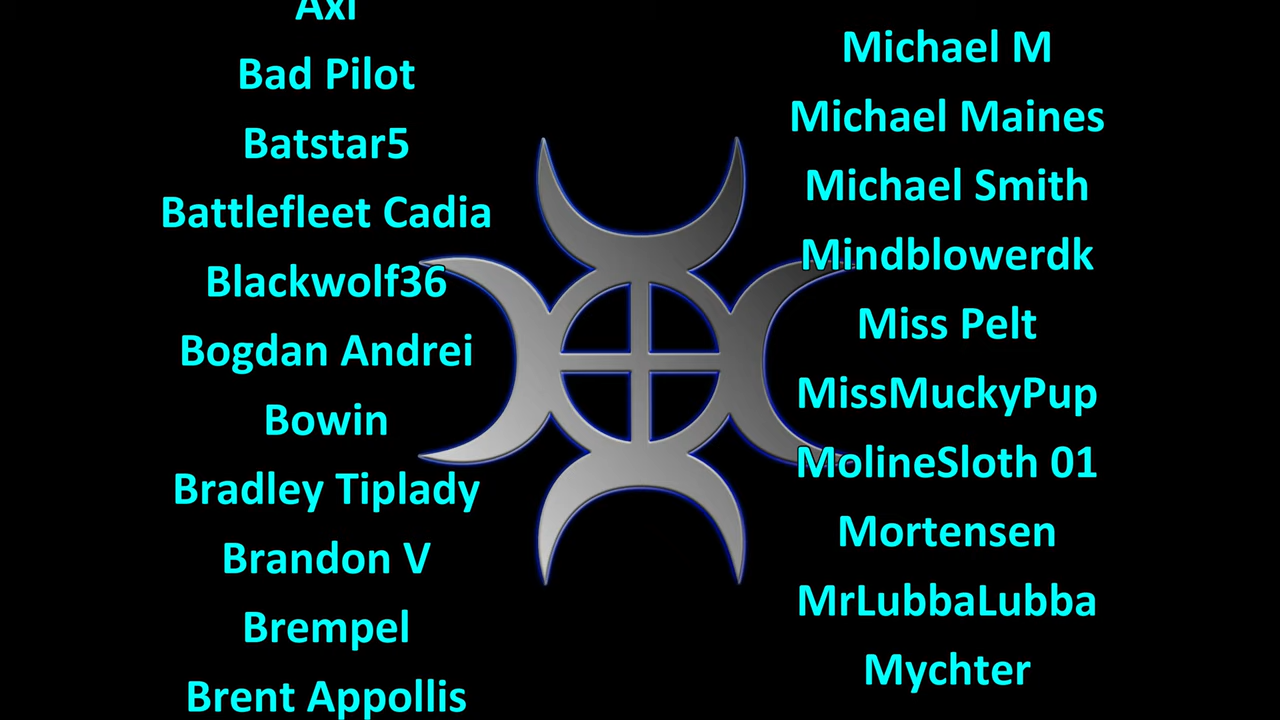 Axl
Bad Pilot
Batstar5
Battlefleet Cadia
Blackwolf36
Bogdan Andrei
Bowin
Bradley Tiplady
Brandon V
Brempel
Brent Appollis
Michael M
Michael Maines
Michael Smith
Mindblowerdk
Miss Pelt
MissMuckyPup
MolineSloth 01
Mortensen
MrLubbaLubba
Mychter